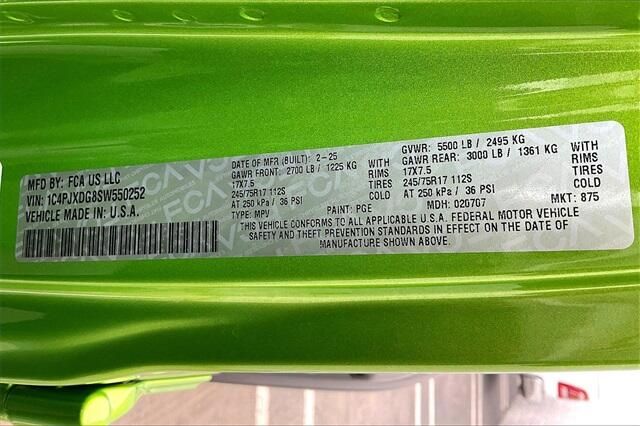 MFD BY: FCA US LLC
VIN: 1C4PJXDG8SW550252
VEHICLE MADE IN U.S.A.
DATE OF MFR (BUILT): 2-25
GAWR FRONT: 2700 LB / 1225 KG WITH
17X7.5 RIMS
245/75R17 112S TIRES
AT 250 kPa / 36 PSI COLD
TYPE: MPV
GVWR: 5500 LB / 2495 KG
GAWR REAR: 3000 LB / 1361 KG WITH
17X7.5 RIMS
245/75R17 112S TIRES
AT 250 kPa / 36 PSI COLD
PAINT: PGE MDH: 020707 MKT: 875
THIS VEHICLE CONFORMS TO ALL APPLICABLE U.S.A. FEDERAL MOTOR VEHICLE
SAFETY AND THEFT PREVENTION STANDARDS IN EFFECT ON THE DATE OF
MANUFACTURE SHOWN ABOVE.